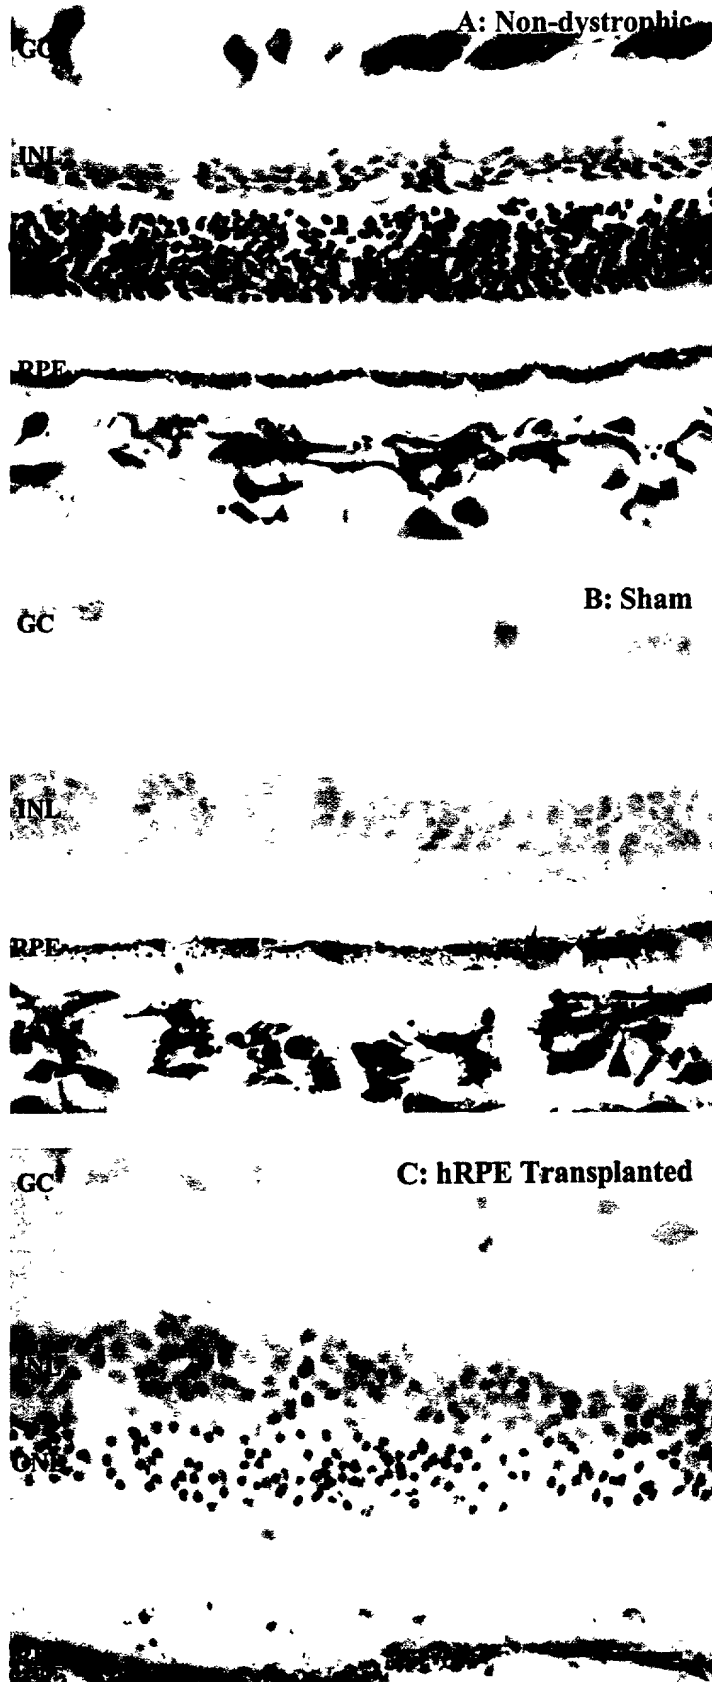 A: Non-dystrophic
GC
INL
RPE
B: Sham
GC
INL
RPE
C: hRPE Transplanted
GC
INL
ONL